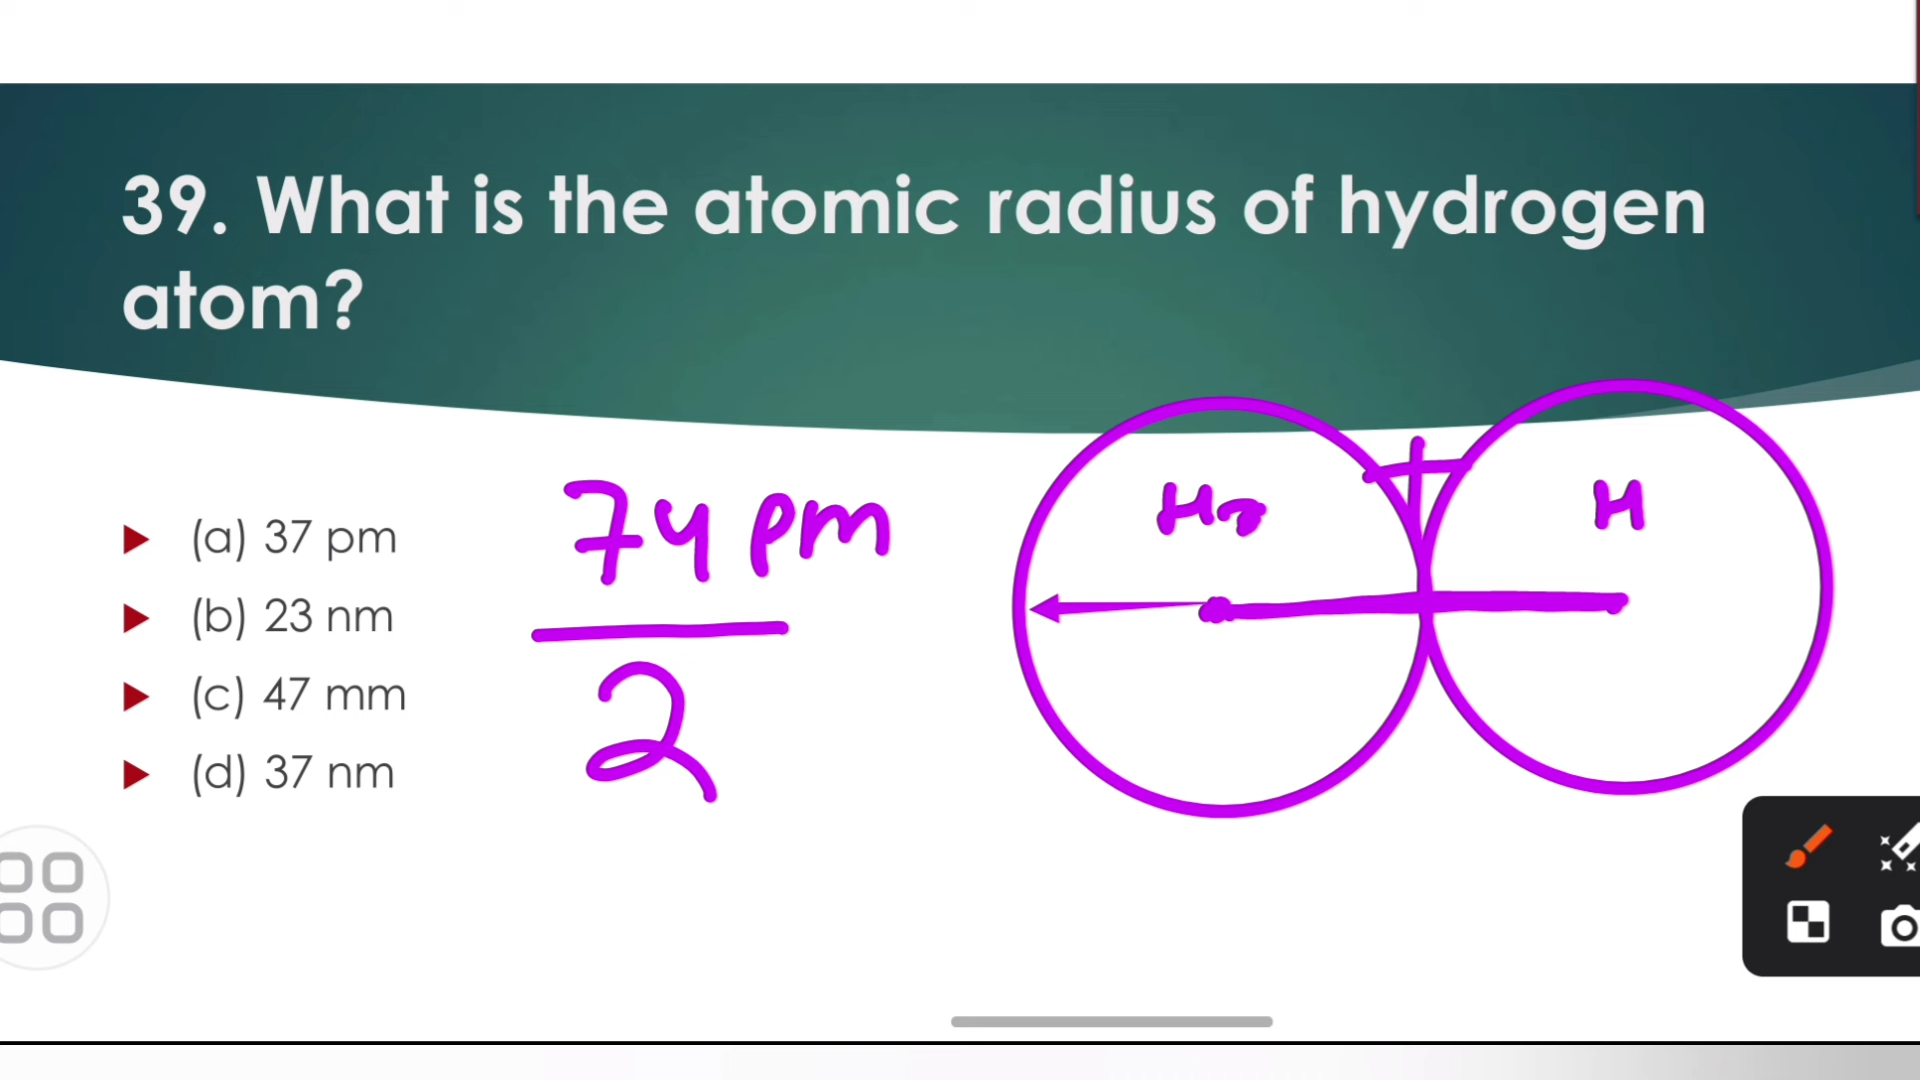 39. What is the atomic radius of hydrogen
atom?
(a) 37 pm
(b) 23 nm
(c) 47 mm
(d) 37 nm
74 pm
2
H